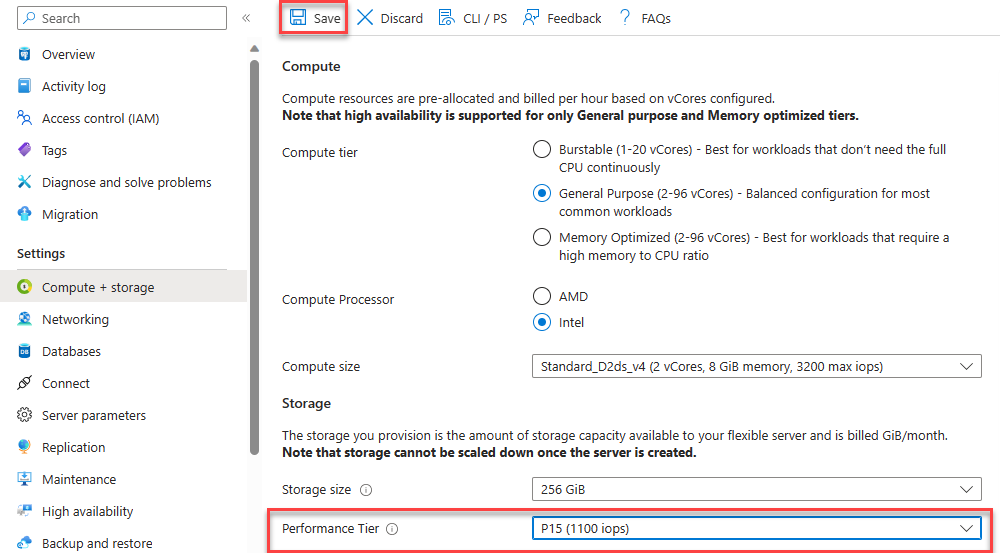 Search
«
Save
Discard
CLI / PS
Feedback
? FAQs
Overview
Activity log
Access control (IAM)
Tags
Diagnose and solve problems
Migration
Settings
Compute + storage
Networking
Databases
Connect
Server parameters
Replication
Maintenance
High availability
Backup and restore
Compute
Compute resources are pre-allocated and billed per hour based on vCores configured.
Note that high availability is supported for only General purpose and Memory optimized tiers.
Compute tier
Burstable (1-20 vCores) - Best for workloads that don't need the full
CPU continuously
General Purpose (2-96 vCores) - Balanced configuration for most
common workloads
Memory Optimized (2-96 vCores) - Best for workloads that require a
high memory to CPU ratio
Compute Processor
AMD
Intel
Compute size
Standard_D2ds_v4 (2 vCores, 8 GiB memory, 3200 max iops)
Storage
The storage you provision is the amount of storage capacity available to your flexible server and is billed GiB/month.
Note that storage cannot be scaled down once the server is created.
Storage size
256 GiB
Performance Tier
P15 (1100 iops)